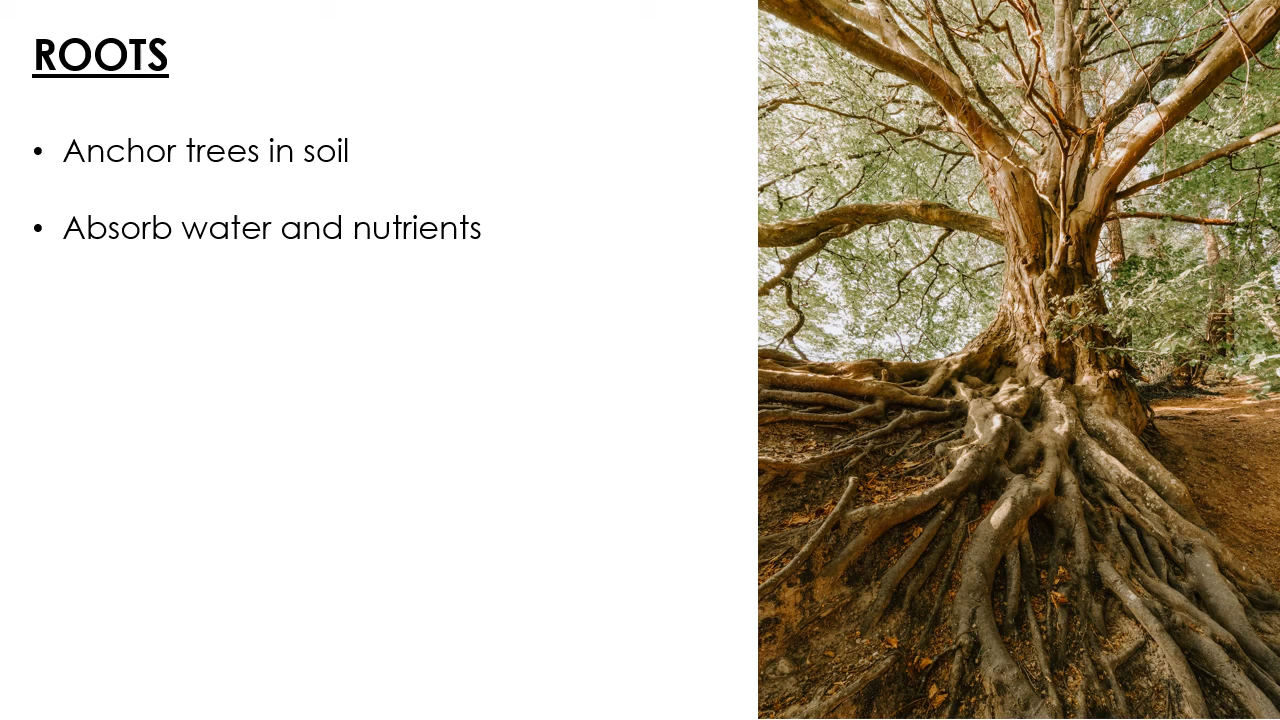 ROOTS
• Anchor trees in soil
• Absorb water and nutrients